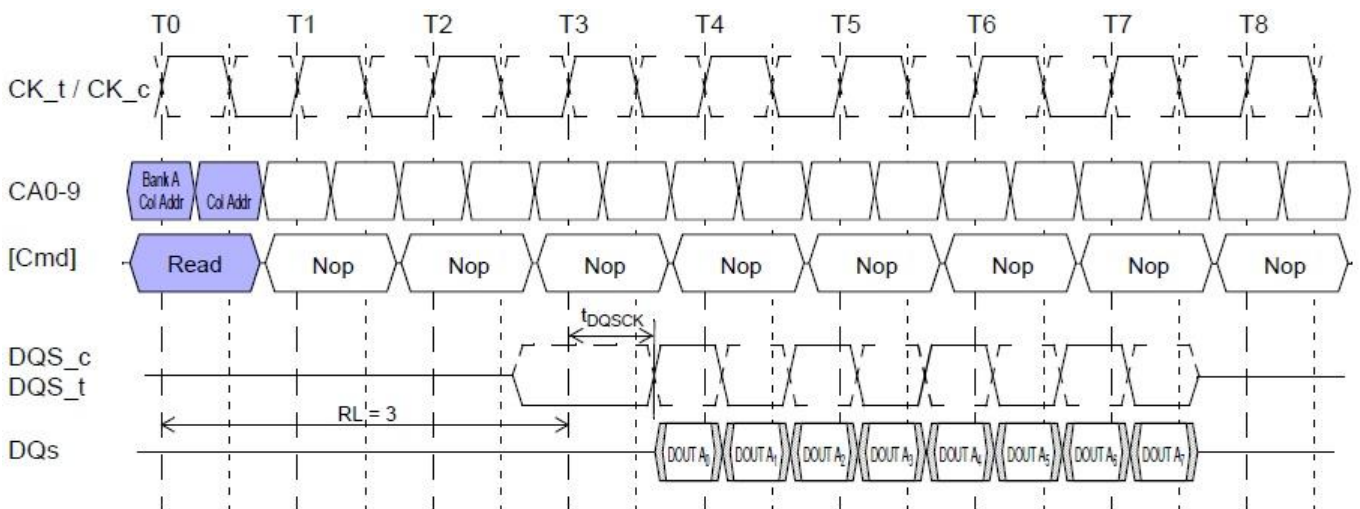 T0 T1 T2 T3 T4 T5 T6 T7 T8
CK_t / CK_c
CA0-9 Bank A Col Addr Col Addr
[Cmd] Read Nop Nop Nop Nop Nop Nop Nop Nop
tDQSCK
DQS_c
DQS_t
RL = 3
DQs DOUT A0 DOUT A1 DOUT A2 DOUT A3 DOUT A4 DOUT A5 DOUT A6 DOUT A7